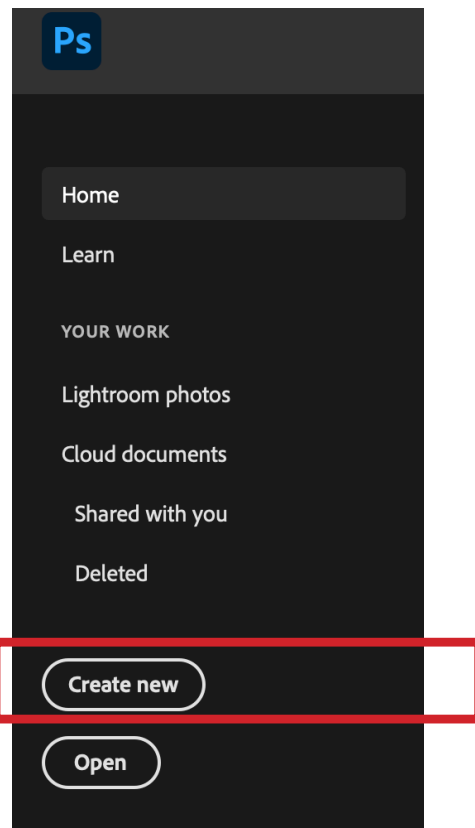 Ps
Home
Learn
YOUR WORK
Lightroom photos
Cloud documents
Shared with you
Deleted
Create new
Open